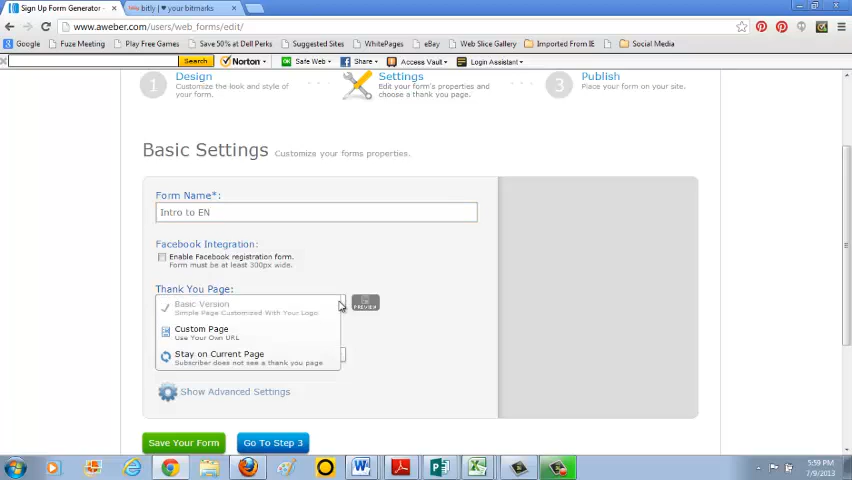 Sign Up Form Generator -
bitly | ♥ your bitmarks
www.aweber.com/users/web_forms/edit/
Google Fuze Meeting Play Free Games Save 50% at Dell Perks Suggested Sites WhitePages eBay Web Slice Gallery Imported From IE Social Media
Search Norton Safe Web Share Access Vault Login Assistant
1 Design
Customize the look and style of
your form.
Settings
Edit your form's properties and
choose a thank you page.
3 Publish
Place your form on your site.
Basic Settings Customize your forms properties.
Form Name*:
Intro to EN
Facebook Integration:
Enable Facebook registration form.
Form must be at least 300px wide.
Thank You Page:
Basic Version
Simple Page Customized With Your Logo
PREVIEW
Custom Page
Use Your Own URL
Stay on Current Page
Subscriber does not see a thank you page
Show Advanced Settings
Save Your Form Go To Step 3
5:59 PM
7/9/2013